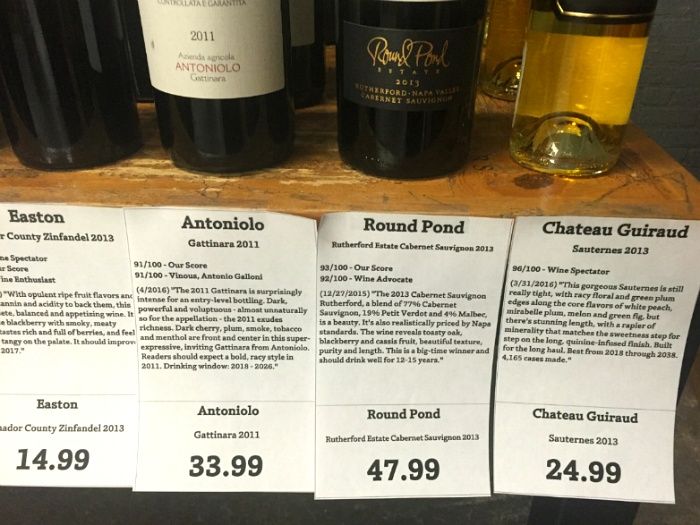 CONTROLLATA E GARANTITA
2011
Azienda agricola
ANTONIOLO
Gattinara
Round Pond
ESTATE
2013
RUTHERFORD · NAPA VALLEY
CABERNET SAUVIGNON
Easton
r County Zinfandel 2013
ne Spectator
ur Score
ine Enthusiast
) "With opulent ripe fruit flavors and
annin and acidity to back them, this
ete, balanced and appetizing wine. It
e blackberry with smoky, meaty
tastes rich and full of berries, and feel
tangy on the palate. It should improv
2017."
Easton
ador County Zinfandel 2013
14.99
Antoniolo
Gattinara 2011
91/100 - Our Score
91/100 - Vinous, Antonio Galloni
(4/2016) "The 2011 Gattinara is surprisingly
intense for an entry-level bottling. Dark,
powerful and voluptuous - almost unnaturally
so for the appellation - the 2011 exudes
richness. Dark cherry, plum, smoke, tobacco
and menthol are front and center in this super-
expressive, inviting Gattinara from Antoniolo.
Readers should expect a bold, racy style in
2011. Drinking window: 2018 - 2026."
Antoniolo
Gattinara 2011
33.99
Round Pond
Rutherford Estate Cabernet Sauvignon 2013
93/100 - Our Score
92/100 - Wine Advocate
(12/27/2015) "The 2013 Cabernet Sauvignon
Rutherford, a blend of 77% Cabernet
Sauvignon, 19% Petit Verdot and 4% Malbec,
is a beauty. It's also realistically priced by Napa
standards. The wine reveals toasty oak,
blackberry and cassis fruit, beautiful texture,
purity and length. This is a big-time winner and
should drink well for 12-15 years."
Round Pond
Rutherford Estate Cabernet Sauvignon 2013
47.99
Chateau Guiraud
Sauternes 2013
96/100 - Wine Spectator
(3/31/2016) "This gorgeous Sauternes is still
really tight, with racy floral and green plum
edges along the core flavors of white peach,
mirabelle plum, melon and green fig, but
there's stunning length, with a rapier of
minerality that matches the sweetness step for
step on the long, quinine-infused finish. Built
for the long haul. Best from 2018 through 2038.
4,165 cases made."
Chateau Guiraud
Sauternes 2013
24.99